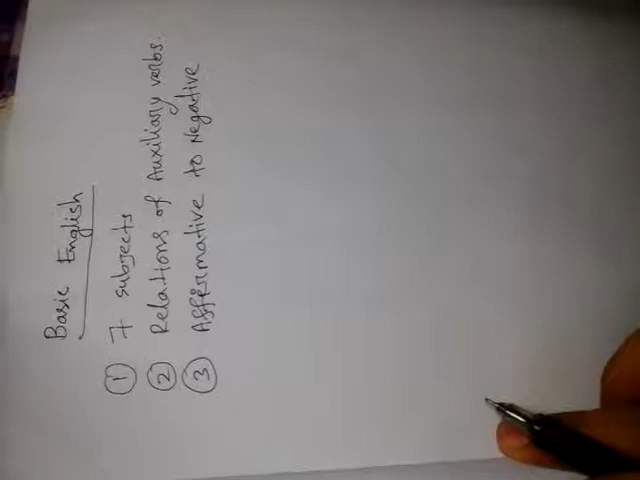 Basic English
① 7 subjects
② Relations of Auxiliary verbs.
③ Affirmative to Negative